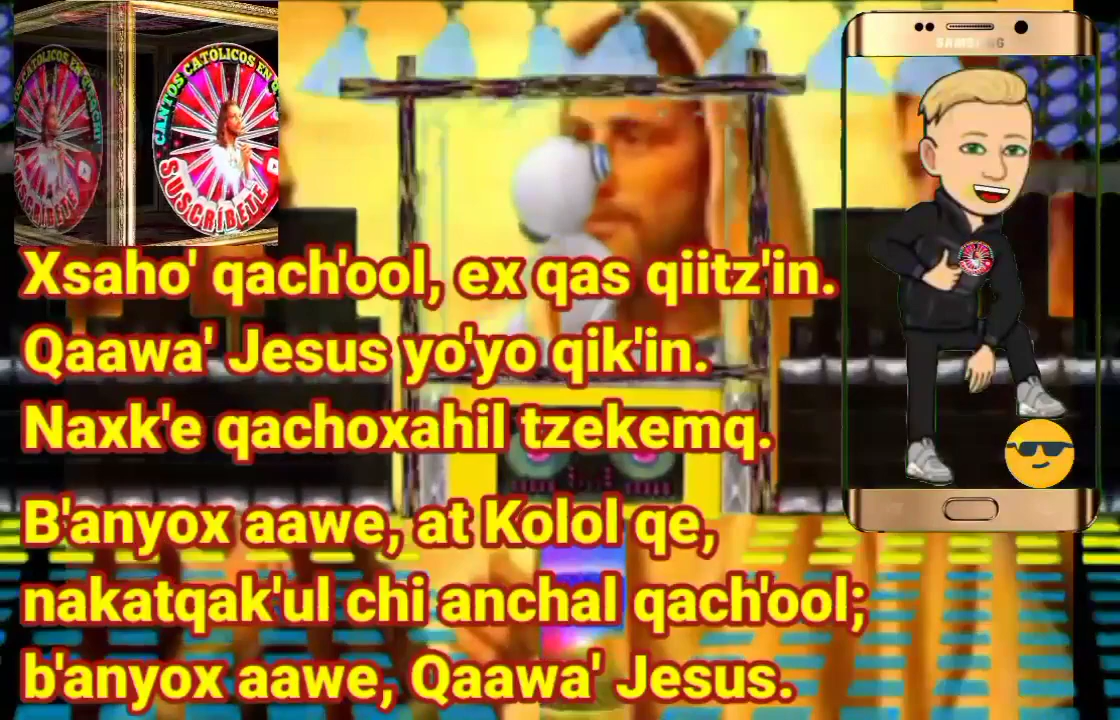 CANTOS CATÓLICOS EN Q
SUSCRÍBETE
SAMSUNG
Xsaho' qach'ool, ex qas qiitz'in.
Qaawa' Jesus yo'yo qik'in.
Naxk'e qachoxahil tzekemq.
B'anyox aawe, at Kolol qe,
nakatqak'ul chi anchal qach'ool;
b'anyox aawe, Qaawa' Jesus.